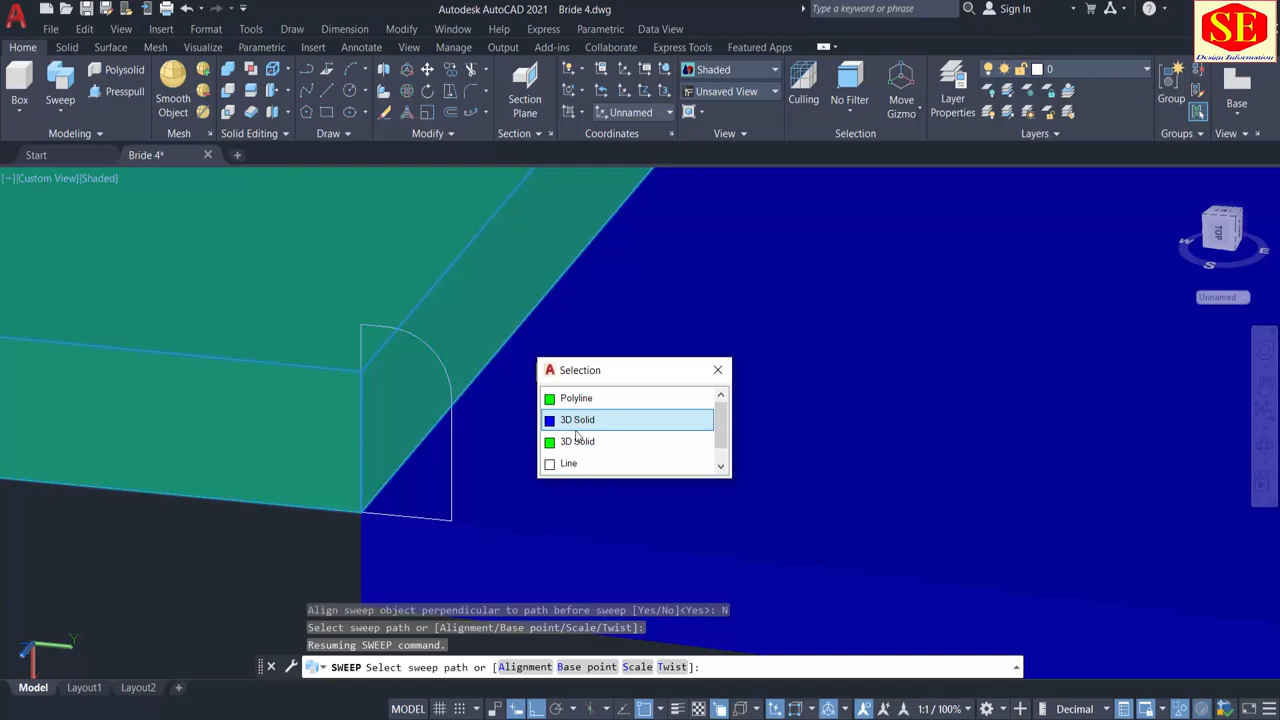 Autodesk AutoCAD 2021 Bride 4.dwg
Type a keyword or phrase
Sign In
SE
Design Information
File Edit View Insert Format Tools Draw Dimension Modify Window Help Express Parametric Data View
Home Solid Surface Mesh Visualize Parametric Insert Annotate View Manage Output Add-ins Collaborate Express Tools Featured Apps
Polysolid
Presspull
Box
Sweep
Smooth Object
Section Plane
Unnamed
Shaded
Unsaved View
Culling
No Filter
Move Gizmo
Layer Properties
0
Group
Base
Modeling
Mesh
Solid Editing
Draw
Modify
Section
Coordinates
View
Selection
Layers
Groups
View
Start
Bride 4*
[−][Custom View][Shaded]
TOP
W
E
S
Unnamed
Selection
Polyline
3D Solid
3D Solid
Line
Align sweep object perpendicular to path before sweep [Yes/No]<Yes>: N
Select sweep path or [Alignment/Base point/Scale/Twist]:
Resuming SWEEP command.
SWEEP Select sweep path or [Alignment Base point Scale Twist]:
Y
Model Layout1 Layout2
MODEL
1:1 / 100%
Decimal